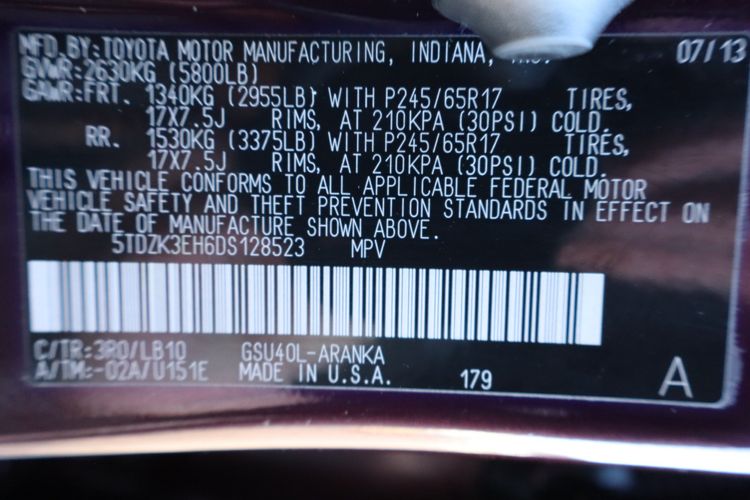 MFD.BY:TOYOTA MOTOR MANUFACTURING, INDIANA, INC. 07/13
GVWR:2630KG (5800LB)
GAWR:FRT. 1340KG (2955LB) WITH P245/65R17 TIRES,
17X7.5J RIMS, AT 210KPA (30PSI) COLD.
RR. 1530KG (3375LB) WITH P245/65R17 TIRES,
17X7.5J RIMS, AT 210KPA (30PSI) COLD.
THIS VEHICLE CONFORMS TO ALL APPLICABLE FEDERAL MOTOR
VEHICLE SAFETY AND THEFT PREVENTION STANDARDS IN EFFECT ON
THE DATE OF MANUFACTURE SHOWN ABOVE.
5TDZK3EH6DS128523 MPV
C/TR:3R0/LB10 GSU40L-ARANKA
A/TM:-02A/U151E MADE IN U.S.A. 179 A